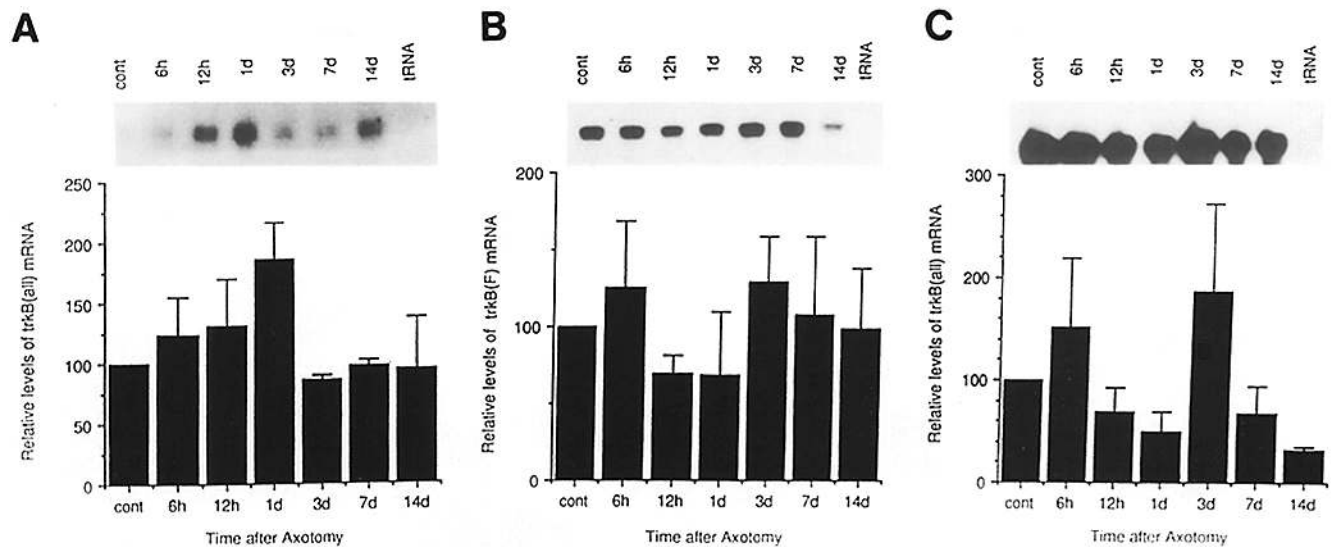 A
cont 6h 12h 1d 3d 7d 14d tRNA
Relative levels of trkB(all) mRNA
250
200
150
100
50
0
cont 6h 12h 1d 3d 7d 14d
Time after Axotomy
B
cont 6h 12h 1d 3d 7d 14d tRNA
Relative levels of trkB(F) mRNA
200
100
0
cont 6h 12h 1d 3d 7d 14d
Time after Axotomy
C
cont 6h 12h 1d 3d 7d 14d tRNA
Relative levels of trkB(all) mRNA
300
200
100
0
cont 6h 12h 1d 3d 7d 14d
Time after Axotomy